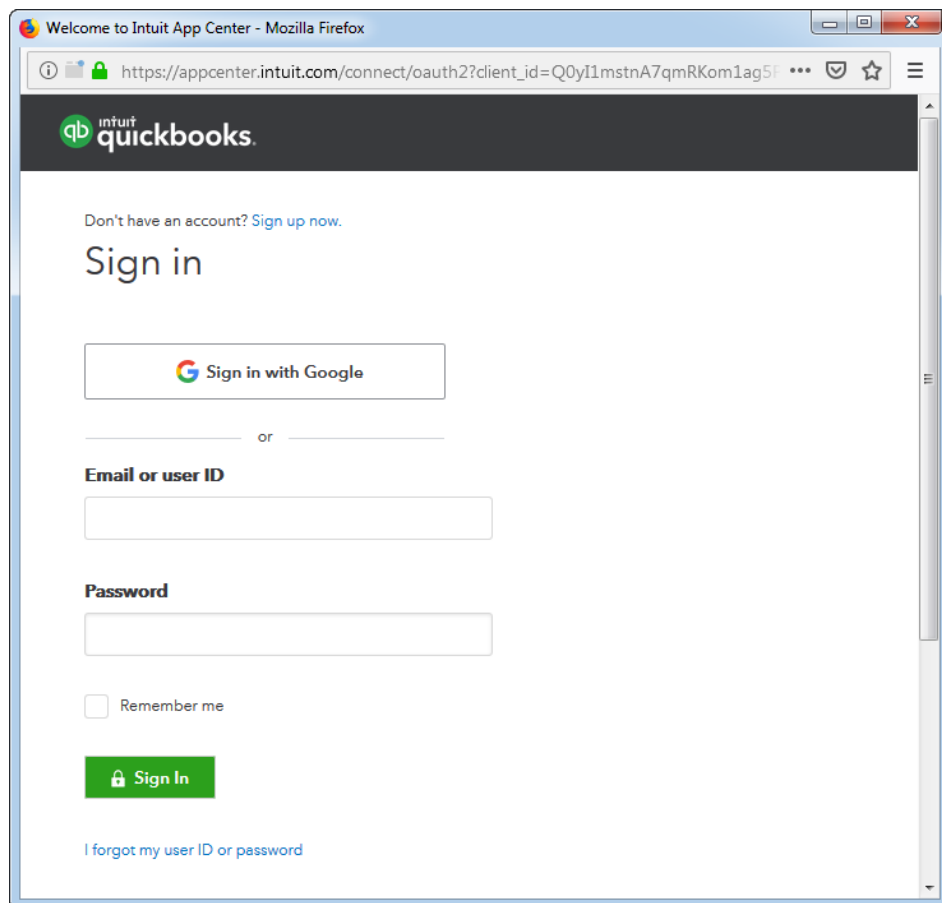 Welcome to Intuit App Center - Mozilla Firefox
https://appcenter.intuit.com/connect/oauth2?client_id=Q0yI1mstnA7qmRKom1ag5F
qb intuit quickbooks.
Don't have an account? Sign up now.
Sign in
G Sign in with Google
or
Email or user ID
Password
Remember me
Sign In
I forgot my user ID or password